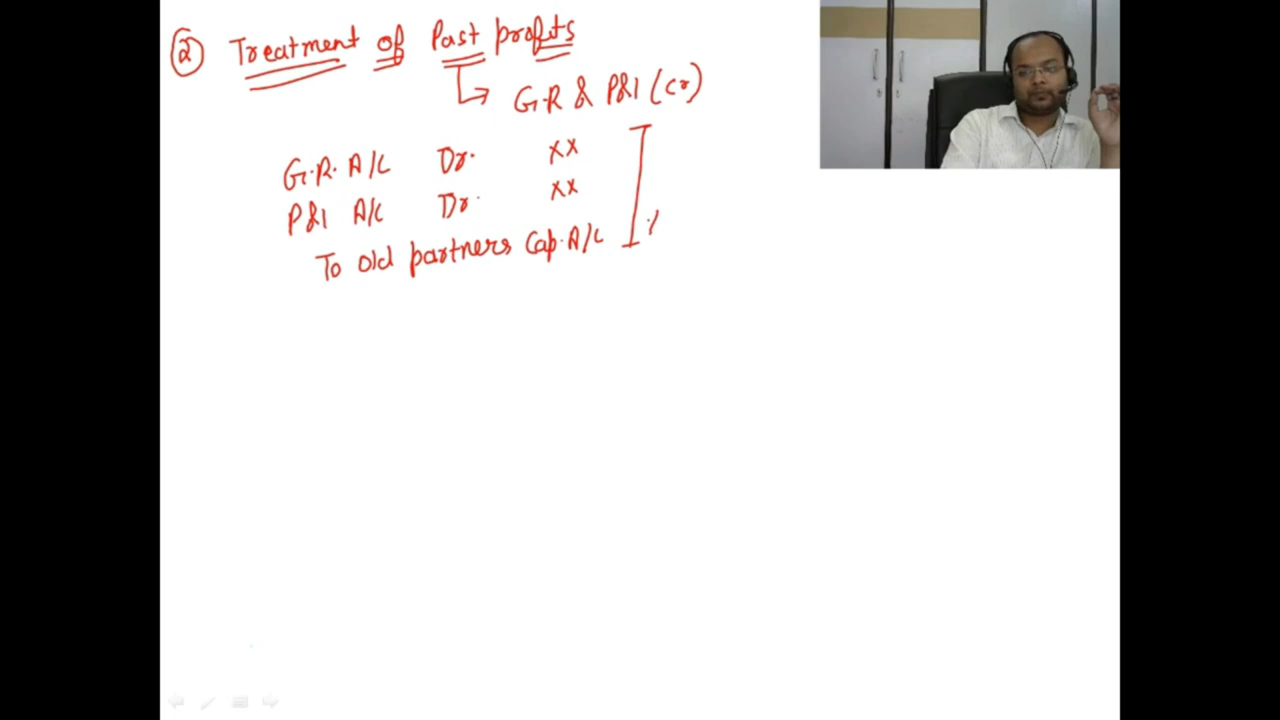 ② Treatment of Past profits
G.R & P&L (Cr)
G.R. A/C Dr. xx
P&L A/C Dr. xx
To old partners Cap. A/C